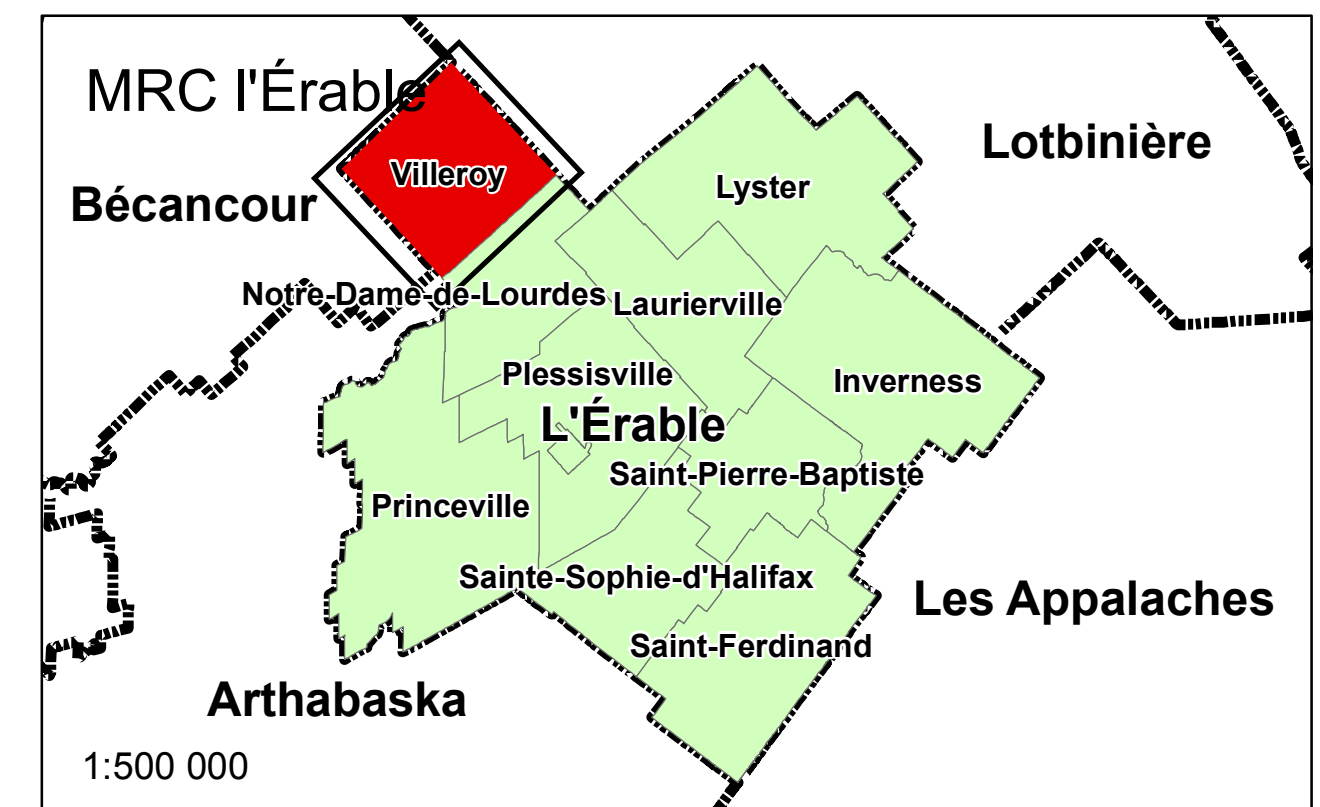 MRC l'Érable
Lotbinière
Villeroy
Lyster
Bécancour
Notre-Dame-de-Lourdes
Laurierville
Plessisville
Inverness
L'Érable
Saint-Pierre-Baptiste
Princeville
Sainte-Sophie-d'Halifax
Les Appalaches
Saint-Ferdinand
Arthabaska
1:500 000